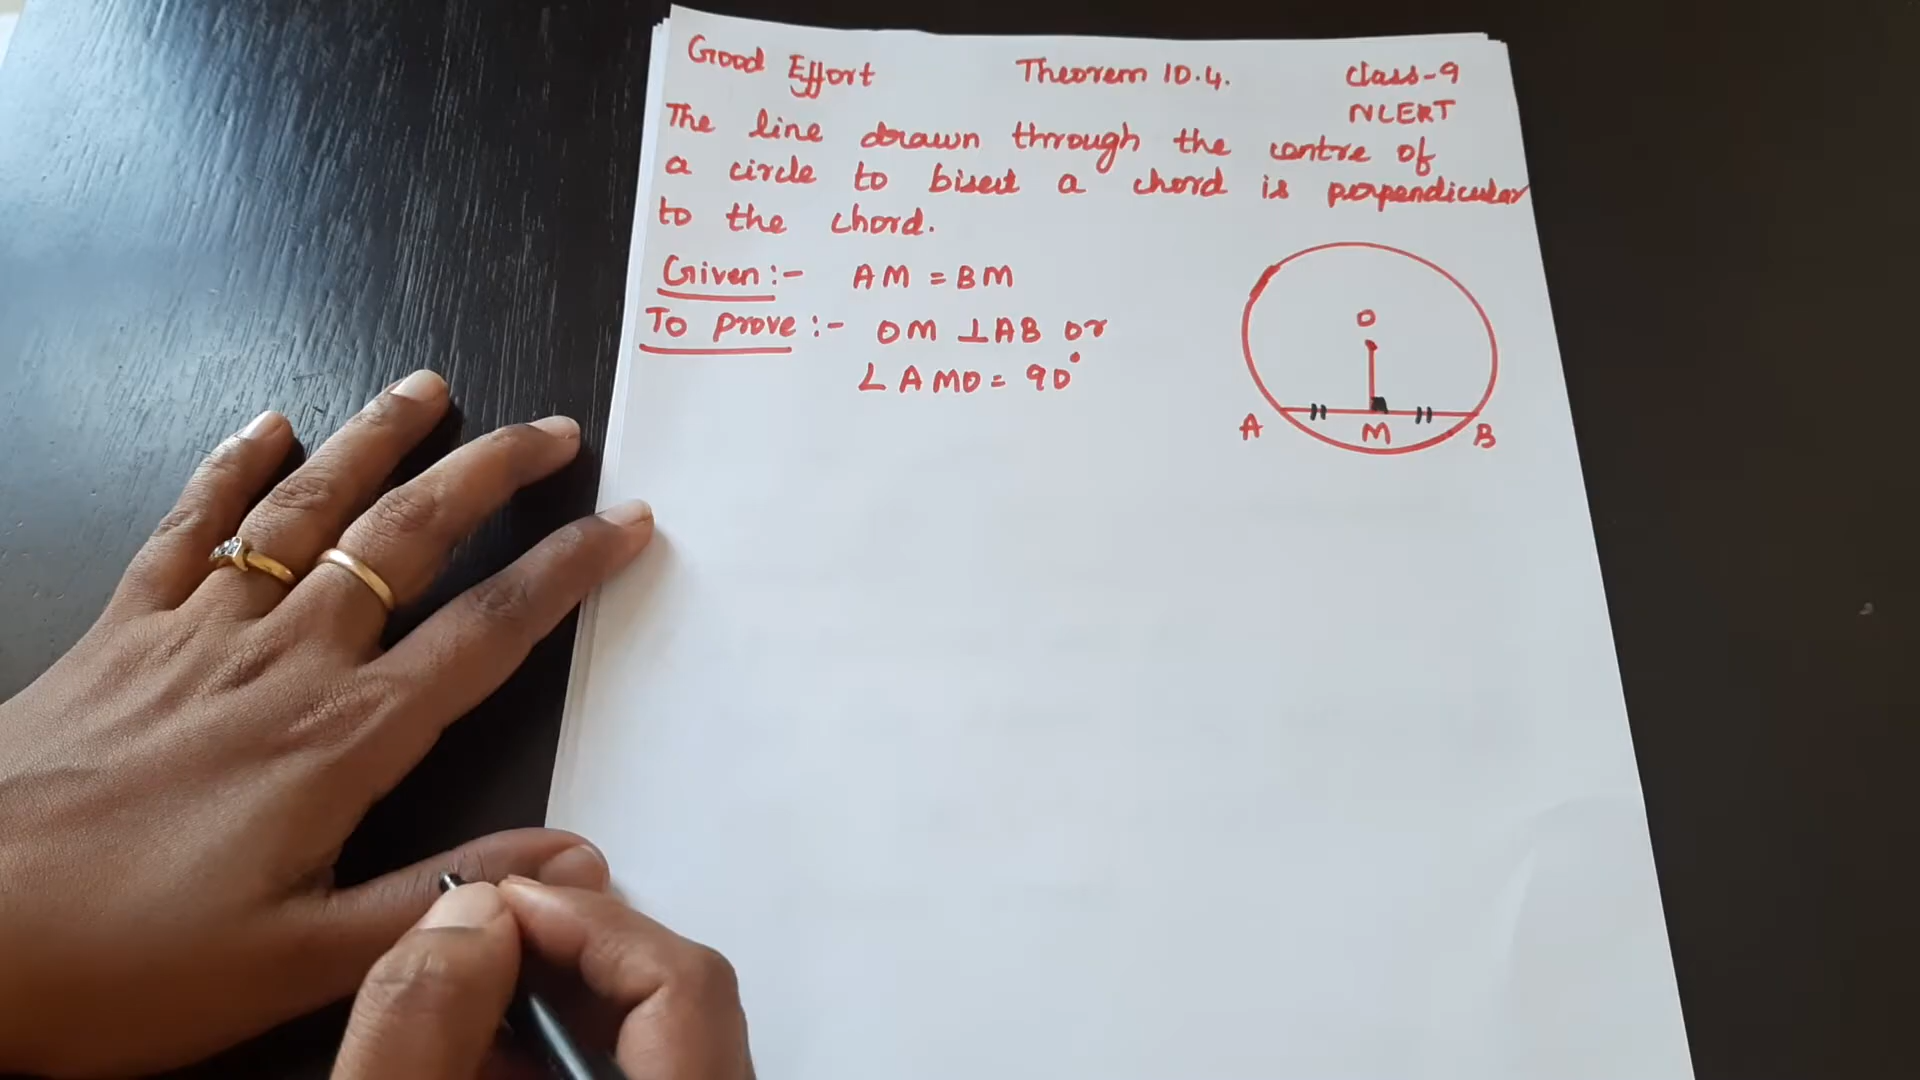 Good Effort Theorem 10.4. Class-9
NCERT
The line drawn through the centre of
a circle to bisect a chord is perpendicular
to the chord.
Given:- AM = BM
To prove:- OM ⊥AB or
∠AMO = 90°
O
A M B